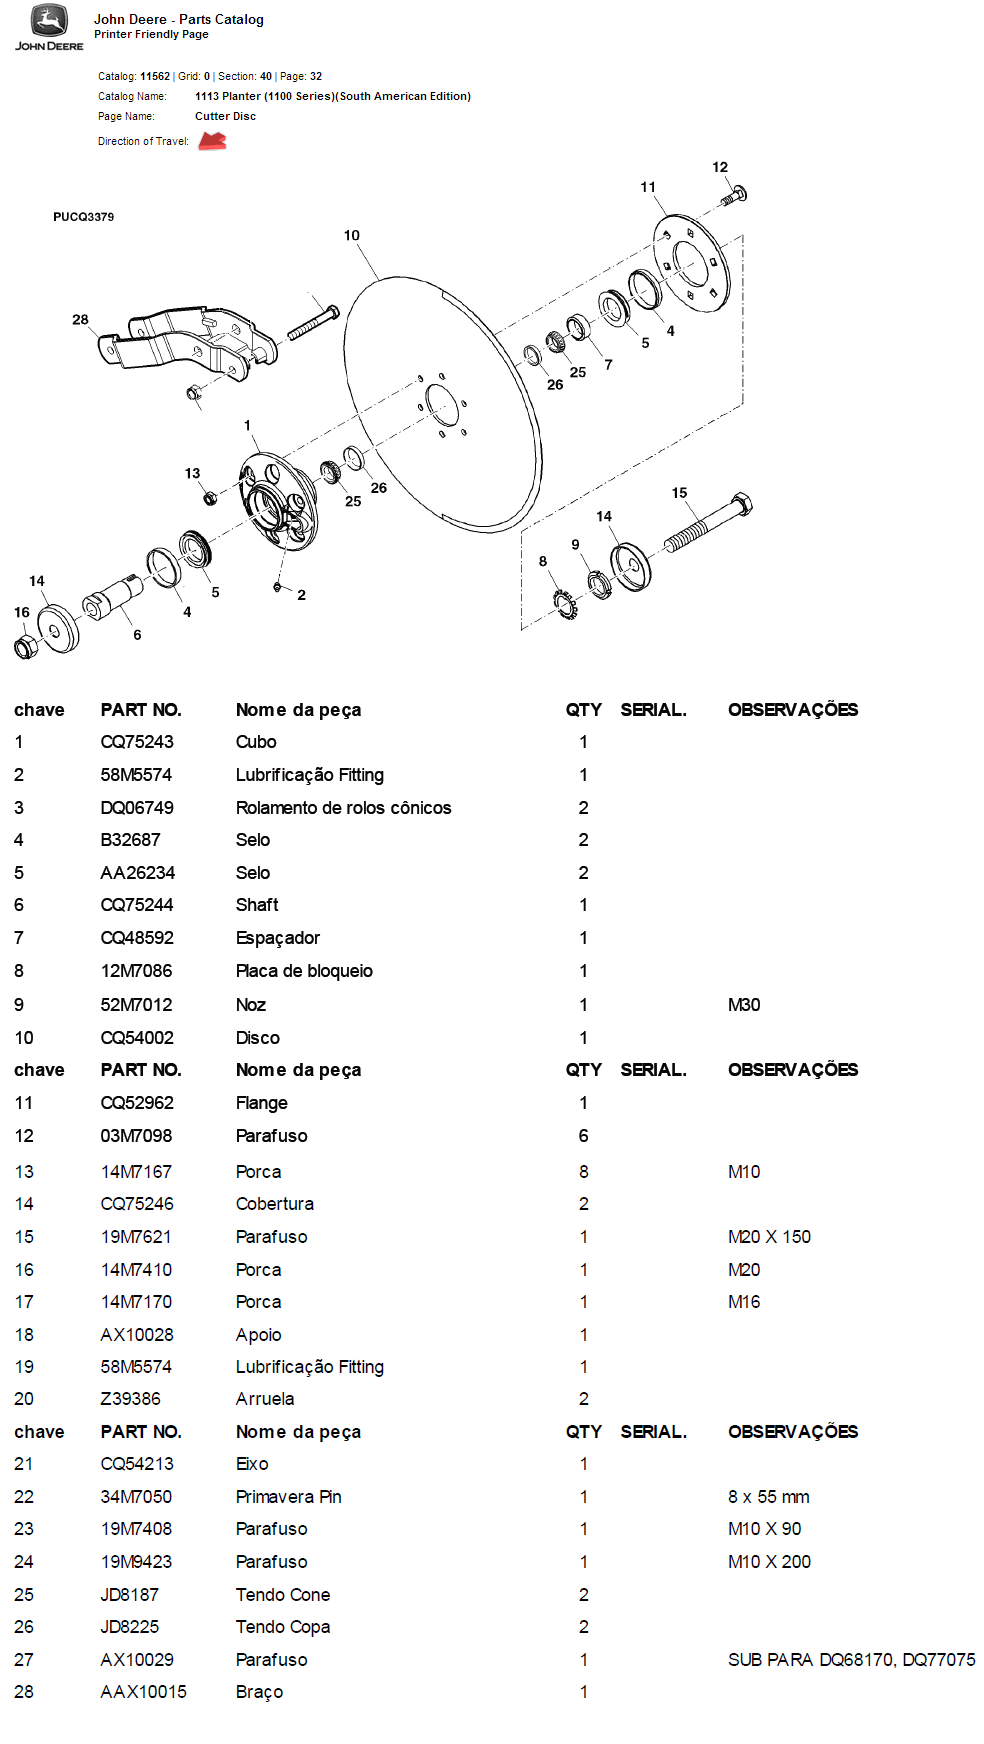 John Deere - Parts Catalog
Printer Friendly Page
JOHN DEERE
Catalog: 11562 | Grid: 0 | Section: 40 | Page: 32
Catalog Name: 1113 Planter (1100 Series)(South American Edition)
Page Name: Cutter Disc
Direction of Travel:
12
11
PUCQ3379
10
28
4
5
7
25
26
1
13
26
25
15
14
9
8
14
5
2
4
16
6
chave PART NO. Nome da peça QTY SERIAL. OBSERVAÇÕES
1 CQ75243 Cubo 1
2 58M5574 Lubrificação Fitting 1
3 DQ06749 Rolamento de rolos cônicos 2
4 B32687 Selo 2
5 AA26234 Selo 2
6 CQ75244 Shaft 1
7 CQ48592 Espaçador 1
8 12M7086 Placa de bloqueio 1
9 52M7012 Noz 1 M30
10 CQ54002 Disco 1
chave PART NO. Nome da peça QTY SERIAL. OBSERVAÇÕES
11 CQ52962 Flange 1
12 03M7098 Parafuso 6
13 14M7167 Porca 8 M10
14 CQ75246 Cobertura 2
15 19M7621 Parafuso 1 M20 X 150
16 14M7410 Porca 1 M20
17 14M7170 Porca 1 M16
18 AX10028 Apoio 1
19 58M5574 Lubrificação Fitting 1
20 Z39386 Arruela 2
chave PART NO. Nome da peça QTY SERIAL. OBSERVAÇÕES
21 CQ54213 Eixo 1
22 34M7050 Primavera Pin 1 8 x 55 mm
23 19M7408 Parafuso 1 M10 X 90
24 19M9423 Parafuso 1 M10 X 200
25 JD8187 Tendo Cone 2
26 JD8225 Tendo Copa 2
27 AX10029 Parafuso 1 SUB PARA DQ68170, DQ77075
28 AAX10015 Braço 1